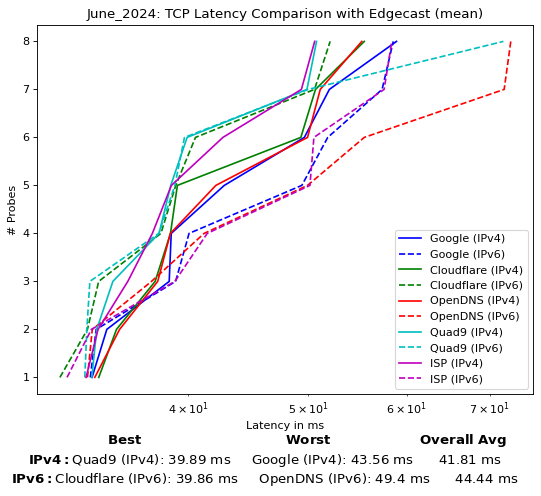 June_2024: TCP Latency Comparison with Edgecast (mean)
8
7
6
5
4
3
2
1
# Probes
Google (IPv4)
Google (IPv6)
Cloudflare (IPv4)
Cloudflare (IPv6)
OpenDNS (IPv4)
OpenDNS (IPv6)
Quad9 (IPv4)
Quad9 (IPv6)
ISP (IPv4)
ISP (IPv6)
4 × 10¹ 5 × 10¹ 6 × 10¹ 7 × 10¹
Latency in ms
Best Worst Overall Avg
IPv4: Quad9 (IPv4): 39.89 ms Google (IPv4): 43.56 ms 41.81 ms
IPv6: Cloudflare (IPv6): 39.86 ms OpenDNS (IPv6): 49.4 ms 44.44 ms